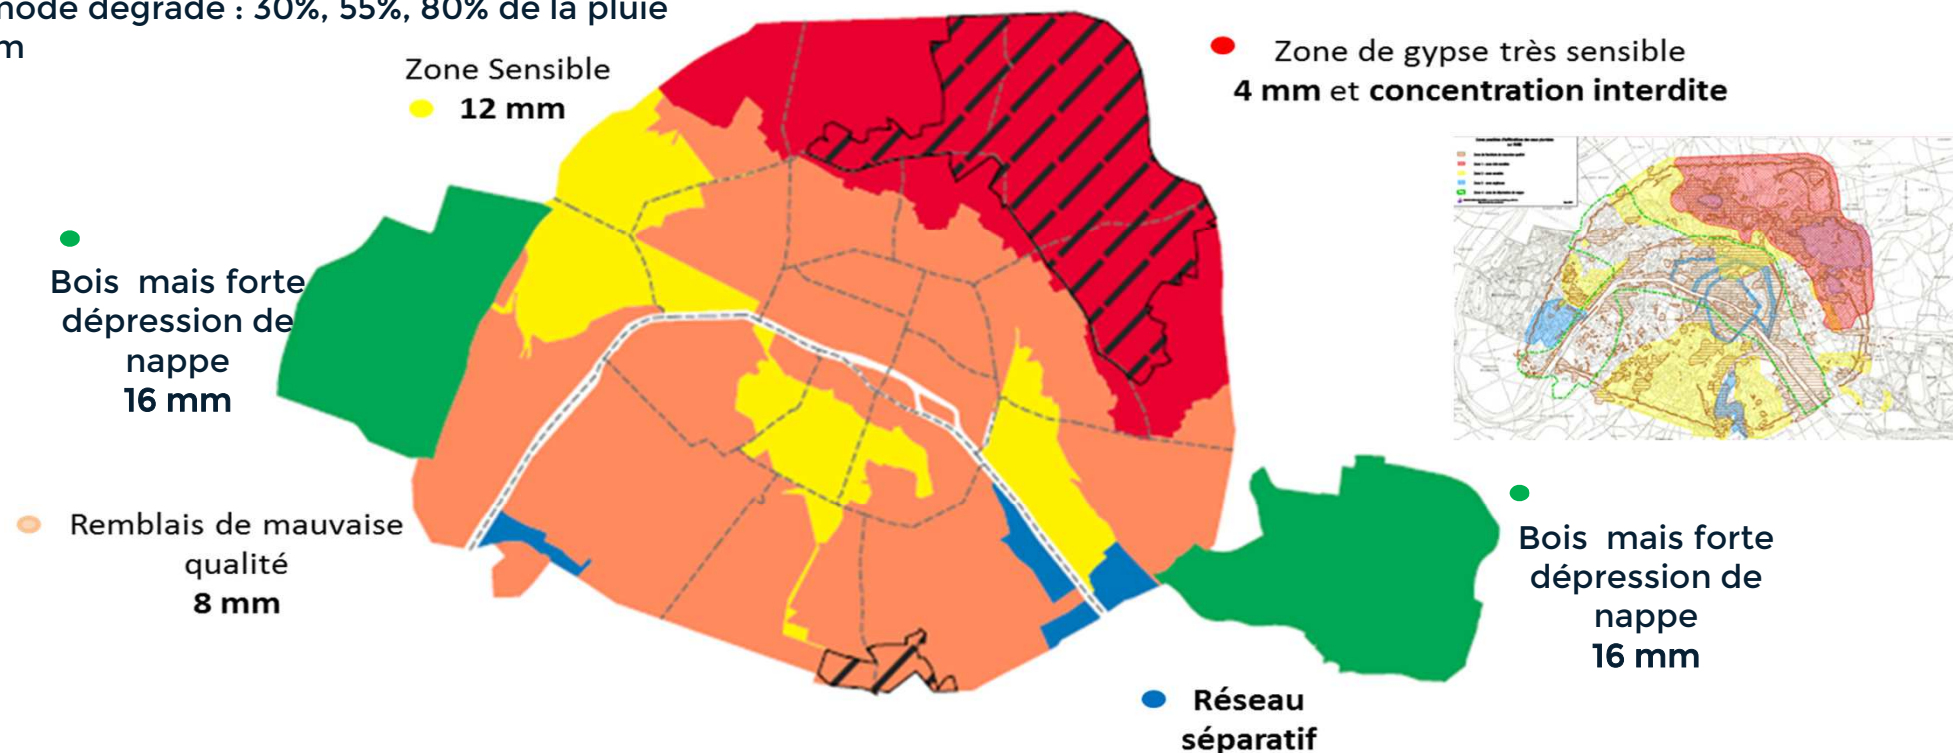 mode dégradé : 30%, 55%, 80% de la pluie
m
Zone Sensible
12 mm
Zone de gypse très sensible
4 mm et concentration interdite
Bois mais forte
dépression de
nappe
16 mm
Remblais de mauvaise
qualité
8 mm
Bois mais forte
dépression de
nappe
16 mm
Réseau
séparatif